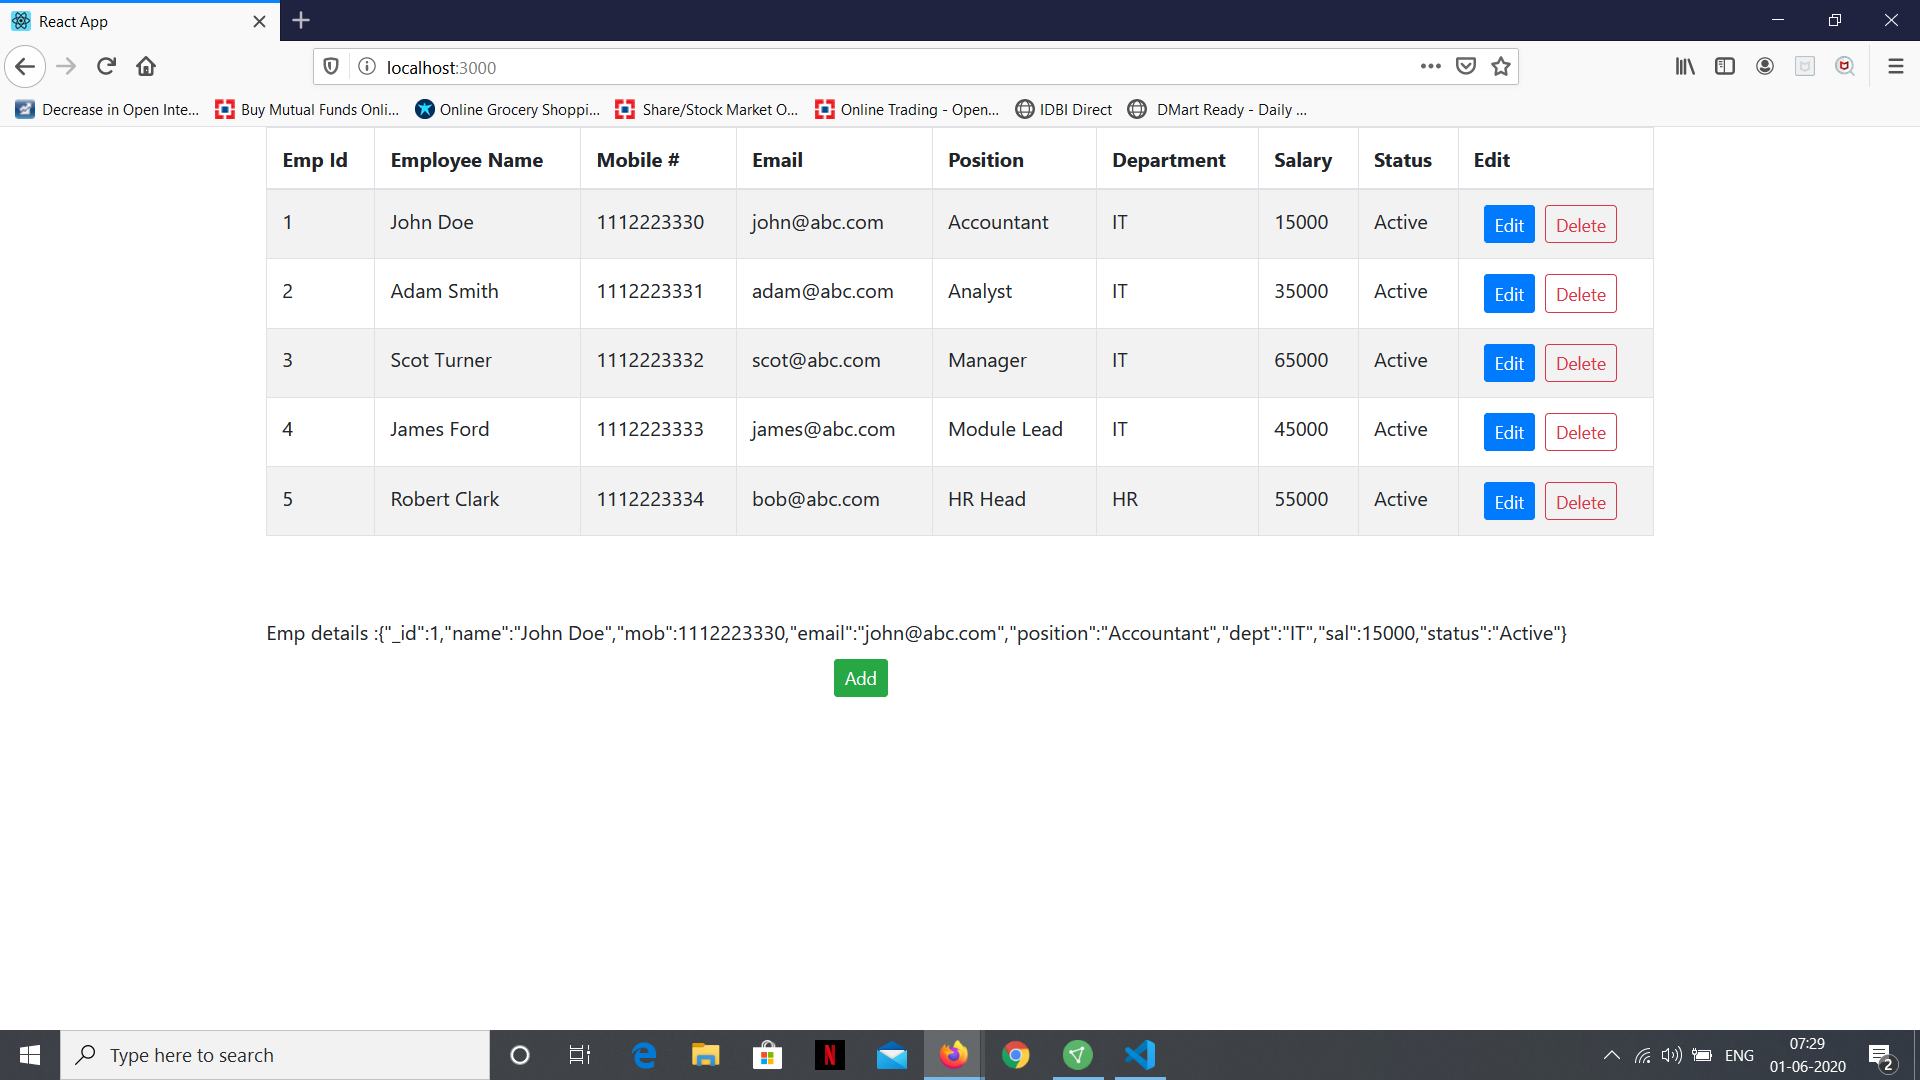 React App
localhost:3000
Decrease in Open Inte... Buy Mutual Funds Onli... Online Grocery Shoppi... Share/Stock Market O... Online Trading - Open... IDBI Direct DMart Ready - Daily ...
Emp Id Employee Name Mobile # Email Position Department Salary Status Edit
1 John Doe 1112223330 john@abc.com Accountant IT 15000 Active Edit Delete
2 Adam Smith 1112223331 adam@abc.com Analyst IT 35000 Active Edit Delete
3 Scot Turner 1112223332 scot@abc.com Manager IT 65000 Active Edit Delete
4 James Ford 1112223333 james@abc.com Module Lead IT 45000 Active Edit Delete
5 Robert Clark 1112223334 bob@abc.com HR Head HR 55000 Active Edit Delete
Emp details :{"_id":1,"name":"John Doe","mob":1112223330,"email":"john@abc.com","position":"Accountant","dept":"IT","sal":15000,"status":"Active"}
Add
Type here to search N ENG 07:29 2
01-06-2020